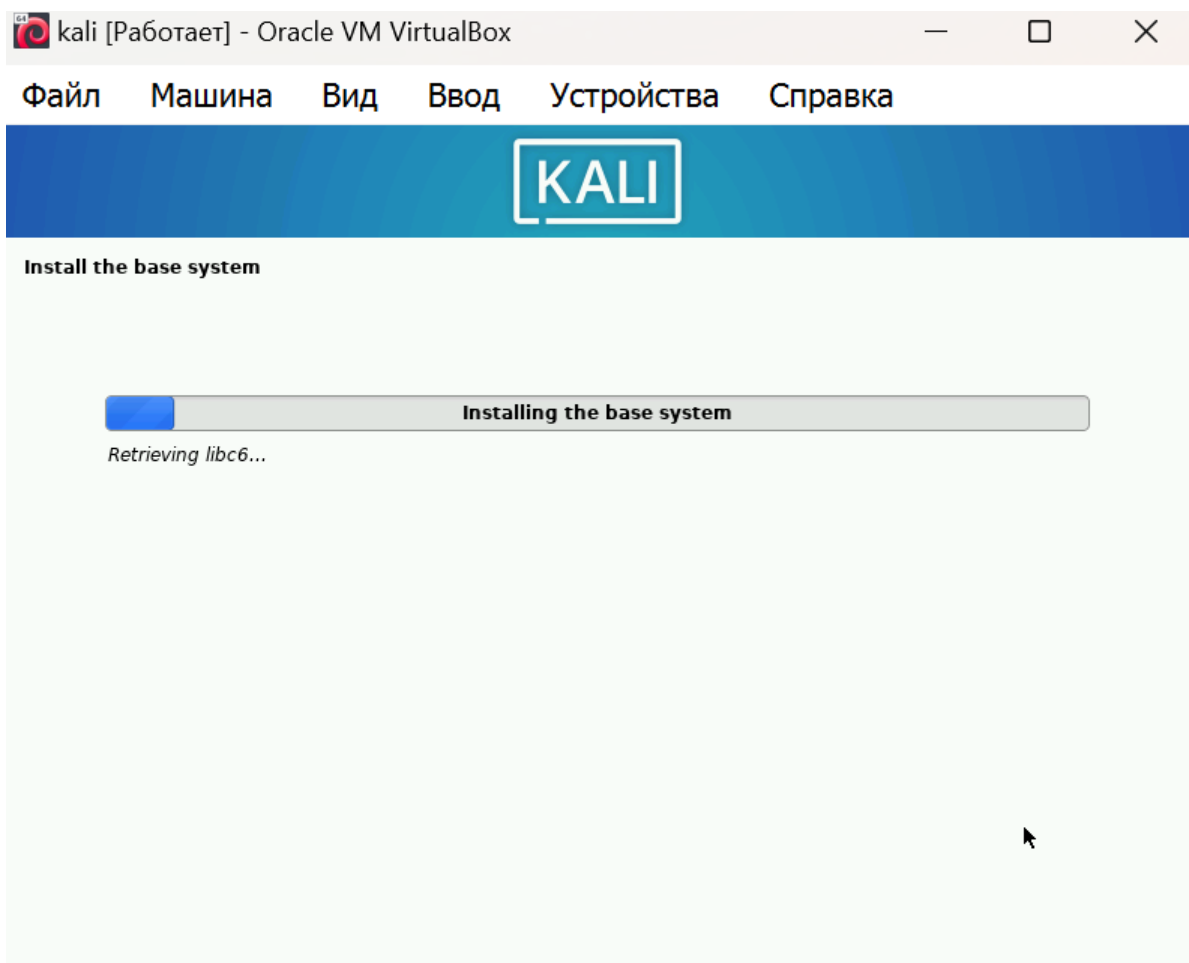 64
kali [Работает] - Oracle VM VirtualBox
Файл Машина Вид Ввод Устройства Справка
KALI
Install the base system
Installing the base system
Retrieving libc6...